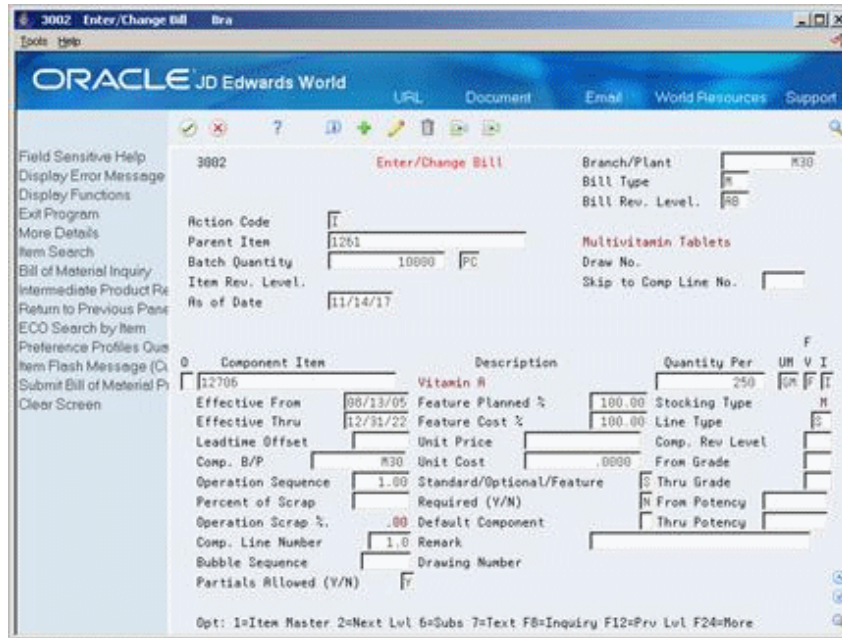 3002 Enter/Change Bill Bra
Tools Help
ORACLE JD Edwards World
URL Document Email World Resources Support
Field Sensitive Help
Display Error Message
Display Functions
Exit Program
More Details
Item Search
Bill of Material Inquiry
Intermediate Product Re
Return to Previous Pane
ECO Search by Item
Preference Profiles Que
Item Flash Message (Cu
Submit Bill of Material Pr
Clear Screen
3002 Enter/Change Bill Branch/Plant M30
Bill Type M
Bill Rev. Level.
Action Code I
Parent Item 1261 Multivitamin Tablets
Batch Quantity 10000 PC Draw No.
Item Rev. Level. Skip to Comp Line No.
As of Date 11/14/17
F
O Component Item Description Quantity Per UM V I
12706 Vitamin A 250 GM F I
Effective From 08/13/05 Feature Planned % 100.00 Stocking Type M
Effective Thru 12/31/22 Feature Cost % 100.00 Line Type S
Leadtime Offset Unit Price Comp. Rev Level
Comp. B/P M30 Unit Cost .0000 From Grade
Operation Sequence 1.00 Standard/Optional/Feature S Thru Grade
Percent of Scrap Required (Y/N) N From Potency
Operation Scrap %. .00 Default Component Thru Potency
Comp. Line Number 1.0 Remark
Bubble Sequence Drawing Number
Partials Allowed (Y/N) Y
Opt: 1=Item Master 2=Next Lvl 6=Subs 7=Text F8=Inquiry F12=Prv Lvl F24=More